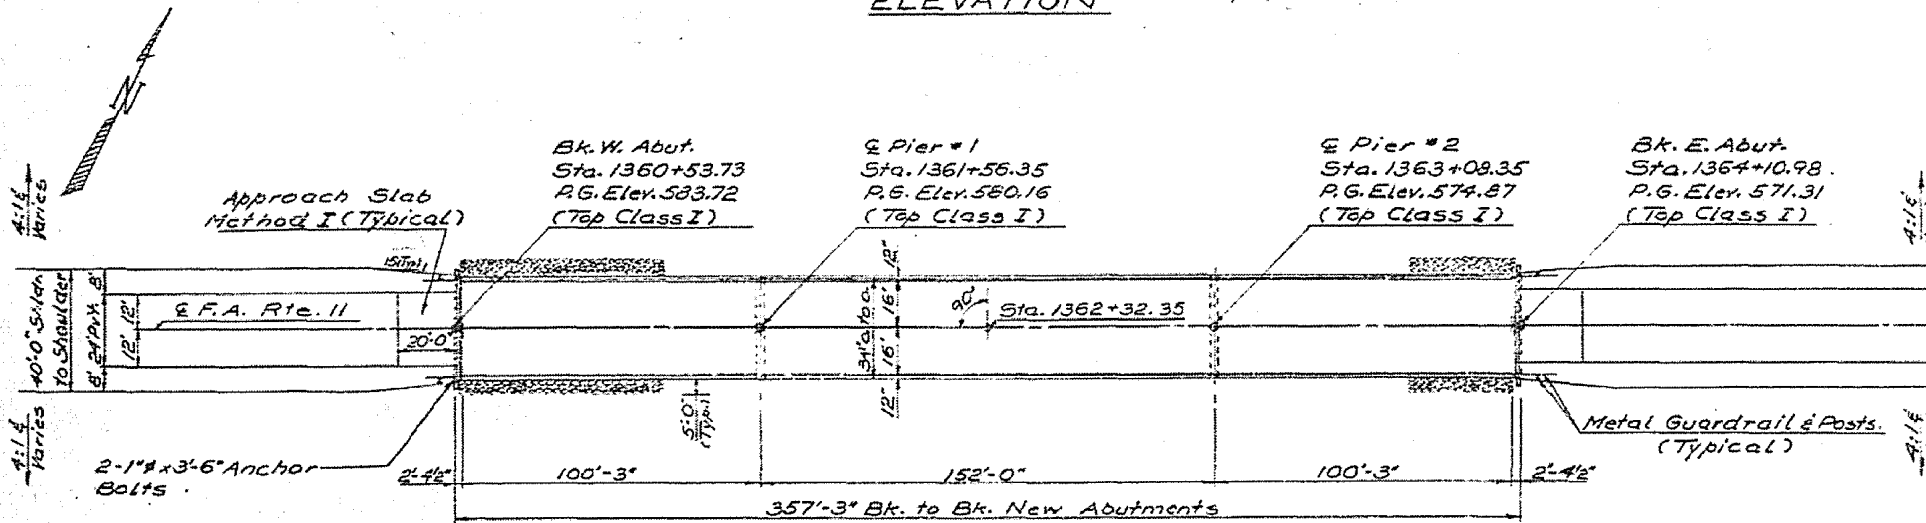 ELEVATION
N
Bk. W. Abut.
Sta. 1360+53.73
P.G. Elev. 583.72
(Top Class I)
℄ Pier #1
Sta. 1361+56.35
P.G. Elev. 580.16
(Top Class I)
℄ Pier #2
Sta. 1363+08.35
P.G. Elev. 574.87
(Top Class I)
Bk. E. Abut.
Sta. 1364+10.98
P.G. Elev. 571.31
(Top Class I)
Approach Slab
Method I (Typical)
4:1 &
Varies
4:1 &
12"
40'-0" Sh'ldr.
to Shoulder
8' 24' Pv't. 8'
12' 12'
℄ F.A. Rte. 11
20'-0"
34' o. to o.
16'
16'
90°
Sta. 1362+32.35
12"
5'-0"
(Typ.)
4:1 &
Varies
4:1 &
2-1"ϕ x 3'-6" Anchor
Bolts
Metal Guardrail & Posts.
(Typical)
2'-4½" 100'-3" 152'-0" 100'-3" 2'-4½"
357'-3" Bk. to Bk. New Abutments